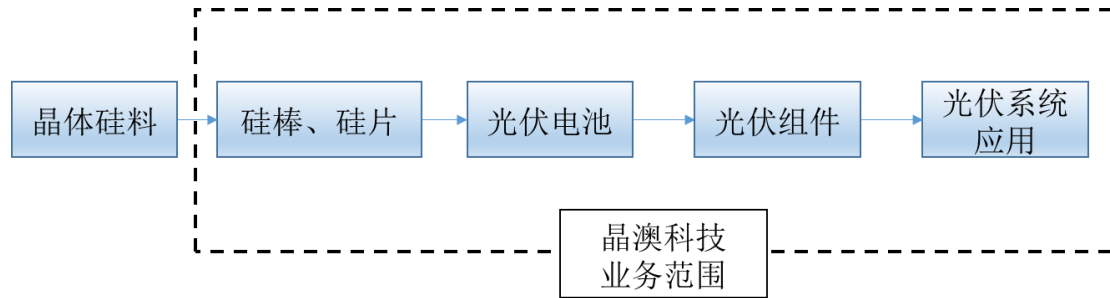 晶体硅料
硅棒、硅片
光伏电池
光伏组件
光伏系统
应用
晶澳科技
业务范围